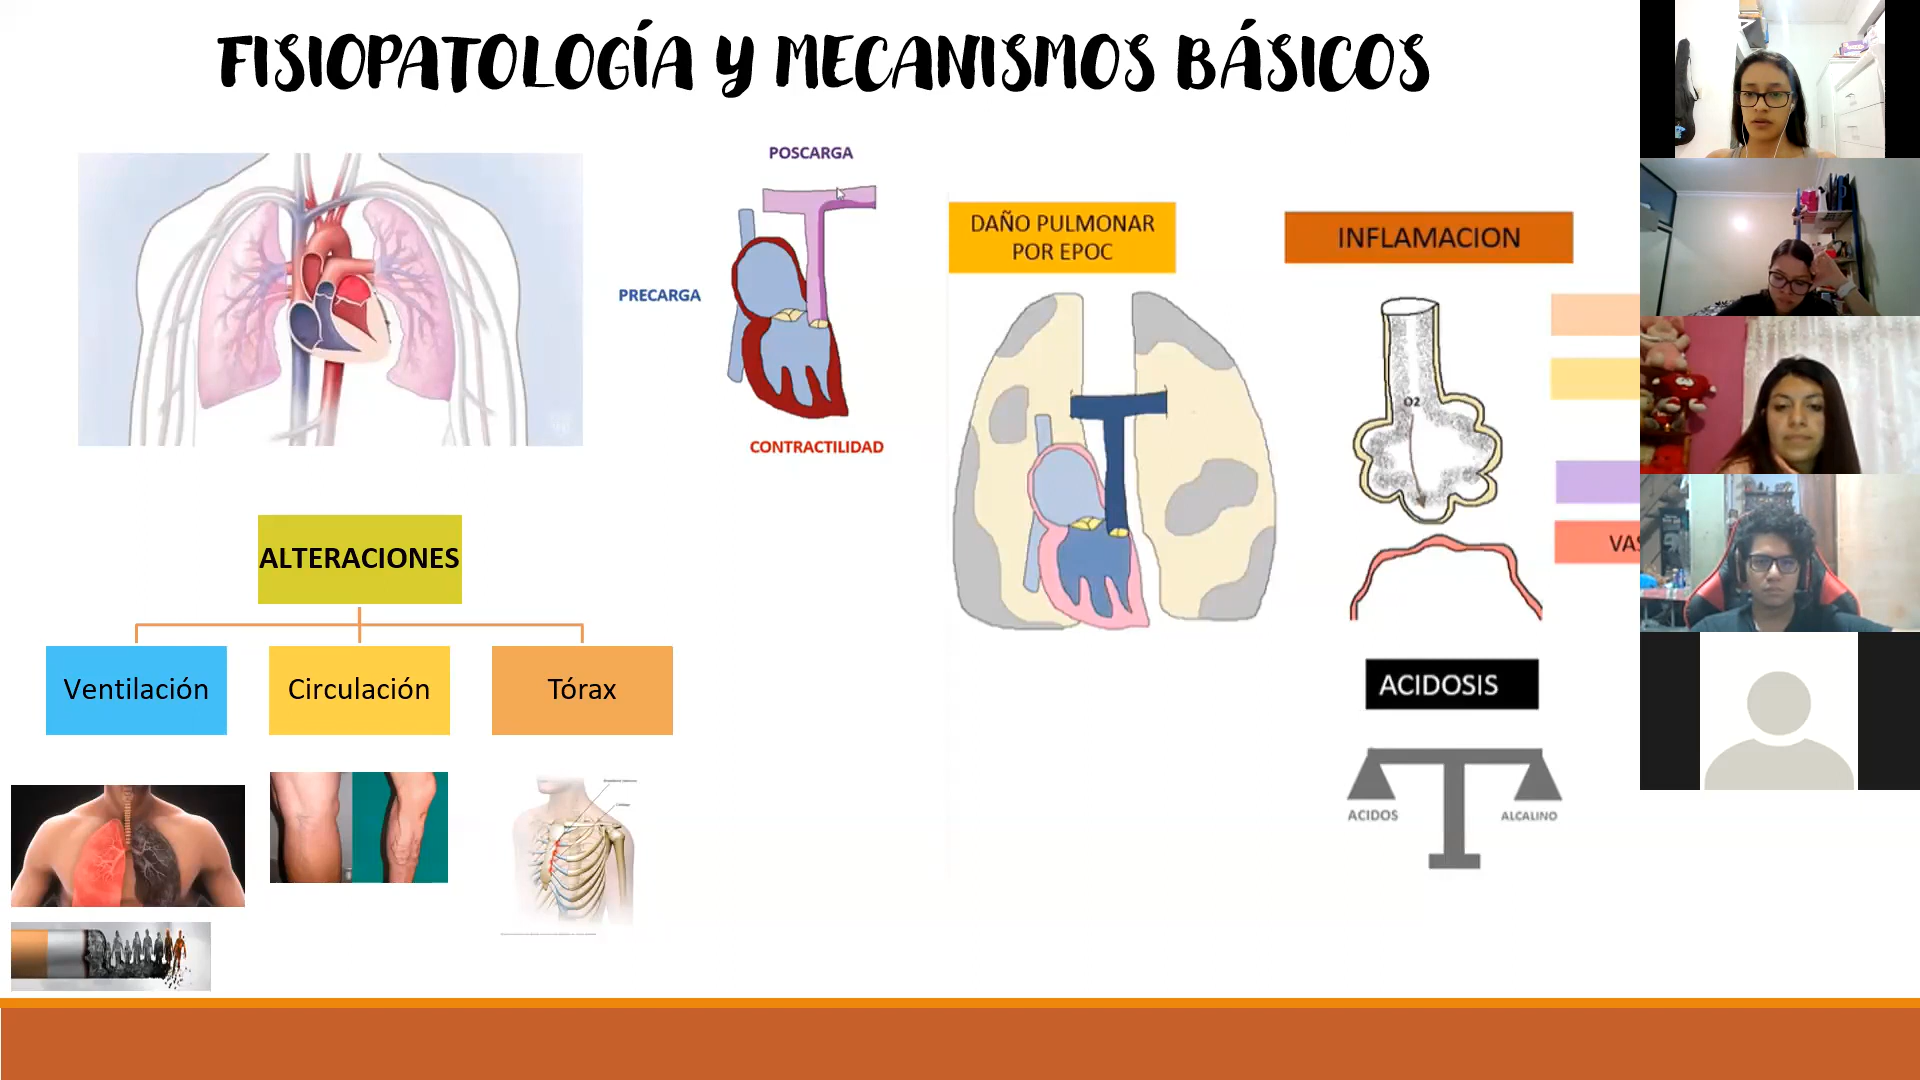 FISIOPATOLOGÍA Y MECANISMOS BÁSICOS
POSCARGA
PRECARGA
CONTRACTILIDAD
DAÑO PULMONAR
POR EPOC
INFLAMACION
O2
VAS
ACIDOSIS
ACIDOS
ALCALINO
ALTERACIONES
Ventilación
Circulación
Tórax